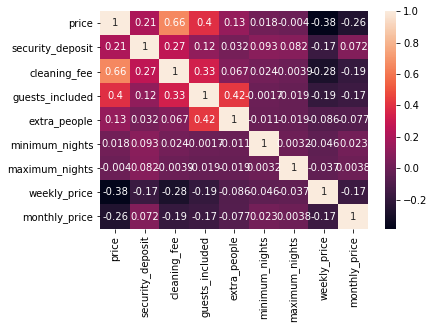 price 1 0.21 0.66 0.4 0.13 0.018 -0.004 -0.38 -0.26
security_deposit 0.21 1 0.27 0.12 0.032 0.093 0.082 -0.17 0.072
cleaning_fee 0.66 0.27 1 0.33 0.067 0.024 -0.0039 -0.28 -0.19
guests_included 0.4 0.12 0.33 1 0.42 -0.0017 -0.019 -0.19 -0.17
extra_people 0.13 0.032 0.067 0.42 1 -0.011 -0.019 -0.086 -0.077
minimum_nights 0.018 0.093 0.024 -0.0017 -0.011 1 0.0032 -0.046 0.023
maximum_nights -0.004 0.082 -0.0039 -0.019 -0.019 0.0032 1 -0.037 0.0038
weekly_price -0.38 -0.17 -0.28 -0.19 -0.086 -0.046 -0.037 1 -0.17
monthly_price -0.26 0.072 -0.19 -0.17 -0.077 0.023 0.0038 -0.17 1
price
security_deposit
cleaning_fee
guests_included
extra_people
minimum_nights
maximum_nights
weekly_price
monthly_price
1.0
0.8
0.6
0.4
0.2
0.0
-0.2